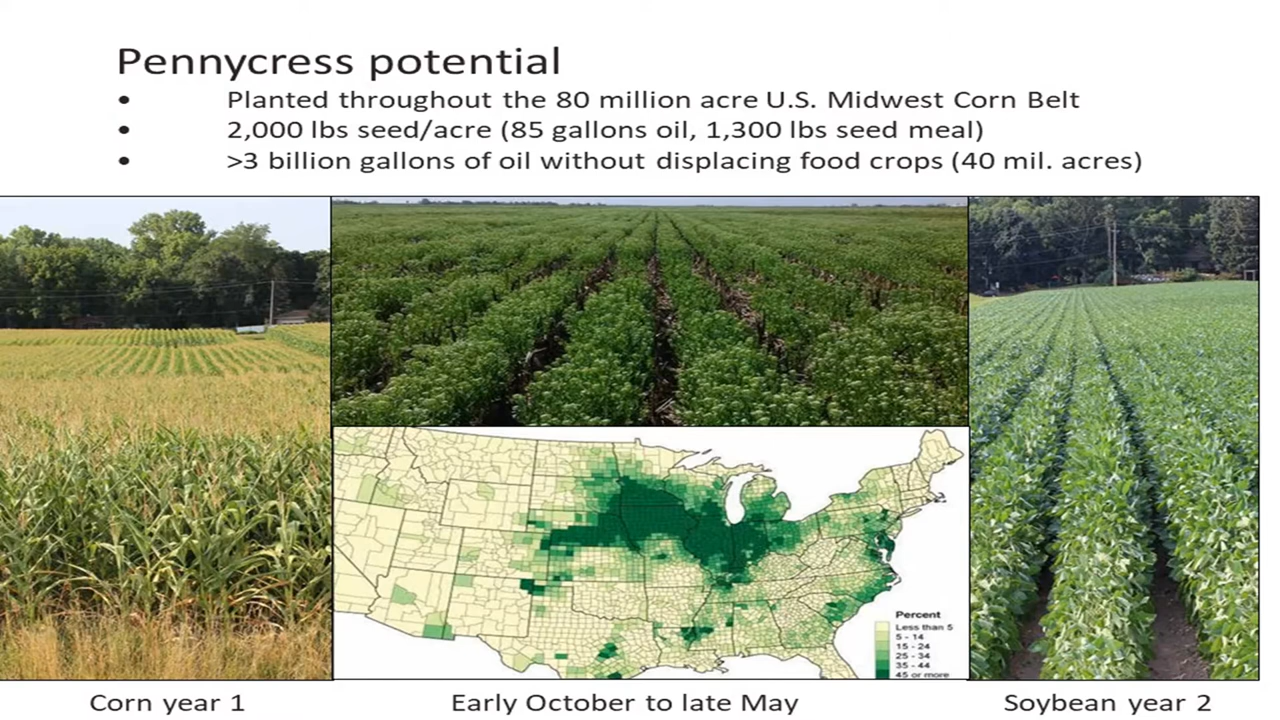 Pennycress potential
• Planted throughout the 80 million acre U.S. Midwest Corn Belt
• 2,000 lbs seed/acre (85 gallons oil, 1,300 lbs seed meal)
• >3 billion gallons of oil without displacing food crops (40 mil. acres)
Percent
Less than 5
5 - 14
15 - 24
25 - 34
35 - 44
45 or more
Corn year 1
Early October to late May
Soybean year 2